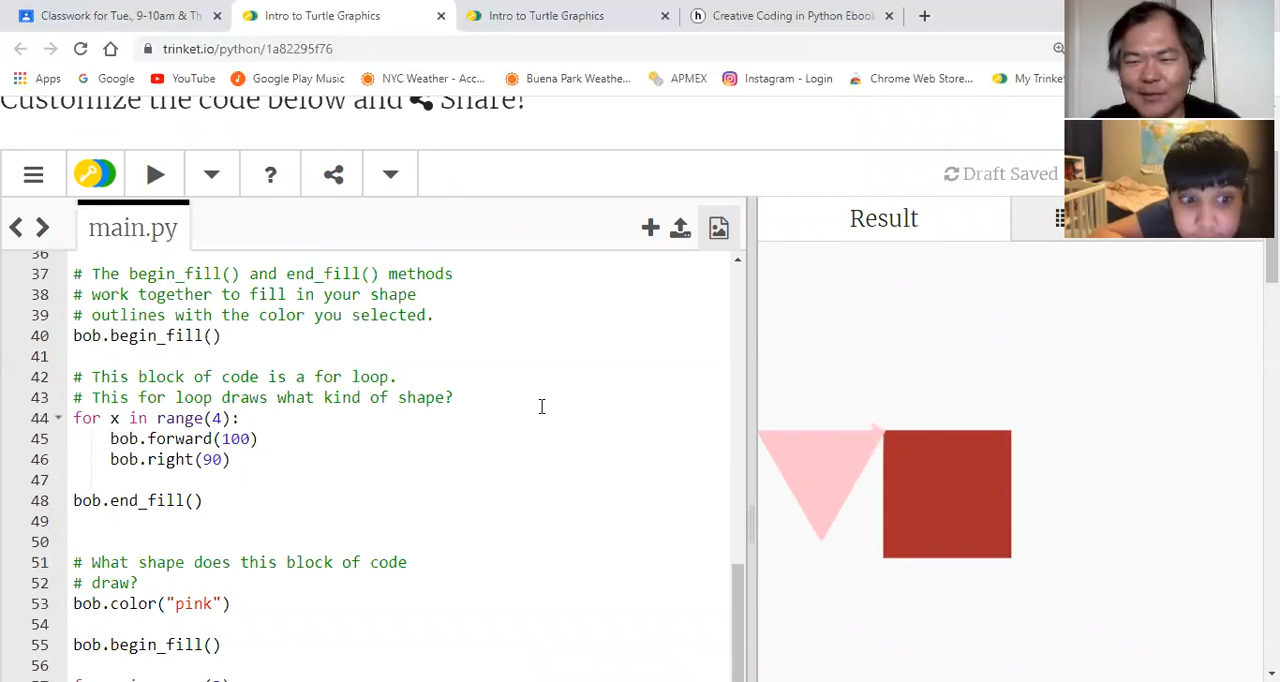 Classwork for Tue., 9-10am & Th
Intro to Turtle Graphics
Intro to Turtle Graphics
Creative Coding in Python Ebook
trinket.io/python/1a82295f76
Apps
Google
YouTube
Google Play Music
NYC Weather - Acc...
Buena Park Weathe...
APMEX
Instagram - Login
Chrome Web Store...
My Trinket
Customize the code below and Share!
?
Draft Saved
main.py
Result
36
37 # The begin_fill() and end_fill() methods
38 # work together to fill in your shape
39 # outlines with the color you selected.
40 bob.begin_fill()
41
42 # This block of code is a for loop.
43 # This for loop draws what kind of shape?
44 for x in range(4):
45 bob.forward(100)
46 bob.right(90)
47
48 bob.end_fill()
49
50
51 # What shape does this block of code
52 # draw?
53 bob.color("pink")
54
55 bob.begin_fill()
56